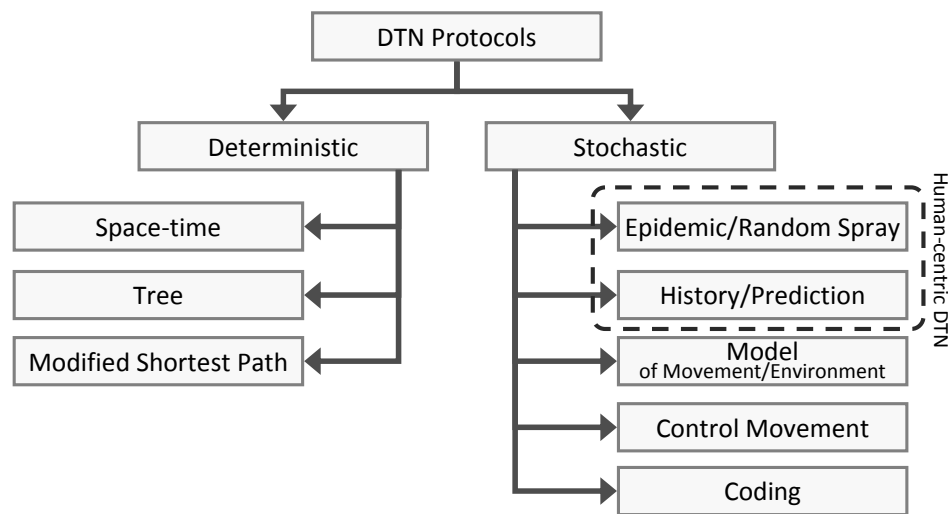 DTN Protocols
Deterministic
Stochastic
Space-time
Tree
Modified Shortest Path
Epidemic/Random Spray
History/Prediction
Model
of Movement/Environment
Control Movement
Coding
Human-centric DTN